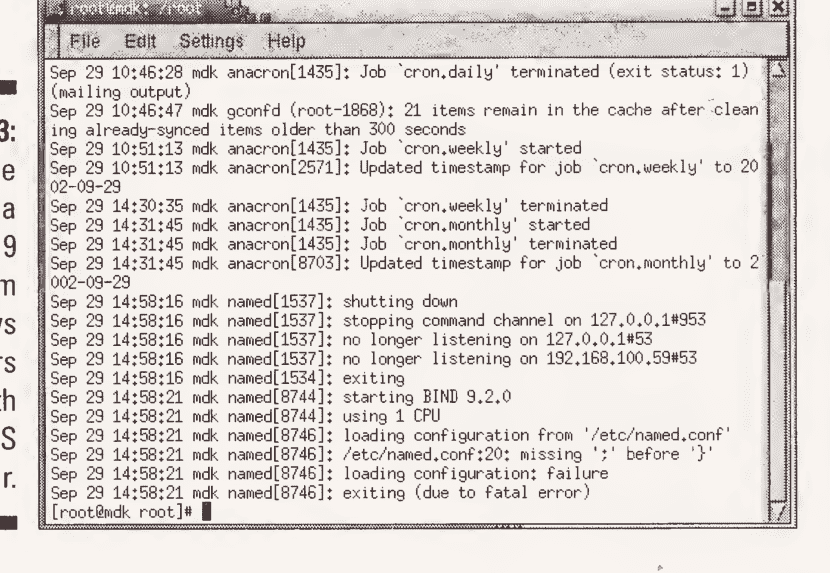 root@mdk: /root
File Edit Settings Help
Sep 29 10:46:28 mdk anacron[1435]: Job `cron.daily' terminated (exit status: 1)
(mailing output)
Sep 29 10:46:47 mdk gconfd (root-1868): 21 items remain in the cache after clean
ing already-synced items older than 300 seconds
Sep 29 10:51:13 mdk anacron[1435]: Job `cron.weekly' started
Sep 29 10:51:13 mdk anacron[2571]: Updated timestamp for job `cron.weekly' to 20
02-09-29
Sep 29 14:30:35 mdk anacron[1435]: Job `cron.weekly' terminated
Sep 29 14:31:45 mdk anacron[1435]: Job `cron.monthly' started
Sep 29 14:31:45 mdk anacron[1435]: Job `cron.monthly' terminated
Sep 29 14:31:45 mdk anacron[8703]: Updated timestamp for job `cron.monthly' to 2
002-09-29
Sep 29 14:58:16 mdk named[1537]: shutting down
Sep 29 14:58:16 mdk named[1537]: stopping command channel on 127.0.0.1#953
Sep 29 14:58:16 mdk named[1537]: no longer listening on 127.0.0.1#53
Sep 29 14:58:16 mdk named[1537]: no longer listening on 192.168.100.59#53
Sep 29 14:58:16 mdk named[1534]: exiting
Sep 29 14:58:21 mdk named[8744]: starting BIND 9.2.0
Sep 29 14:58:21 mdk named[8744]: using 1 CPU
Sep 29 14:58:21 mdk named[8746]: loading configuration from '/etc/named.conf'
Sep 29 14:58:21 mdk named[8746]: /etc/named.conf:20: missing ';' before '}'
Sep 29 14:58:21 mdk named[8746]: loading configuration: failure
Sep 29 14:58:21 mdk named[8746]: exiting (due to fatal error)
[root@mdk root]#
3:
e
a
9
m
vs
rs
th
S
r.